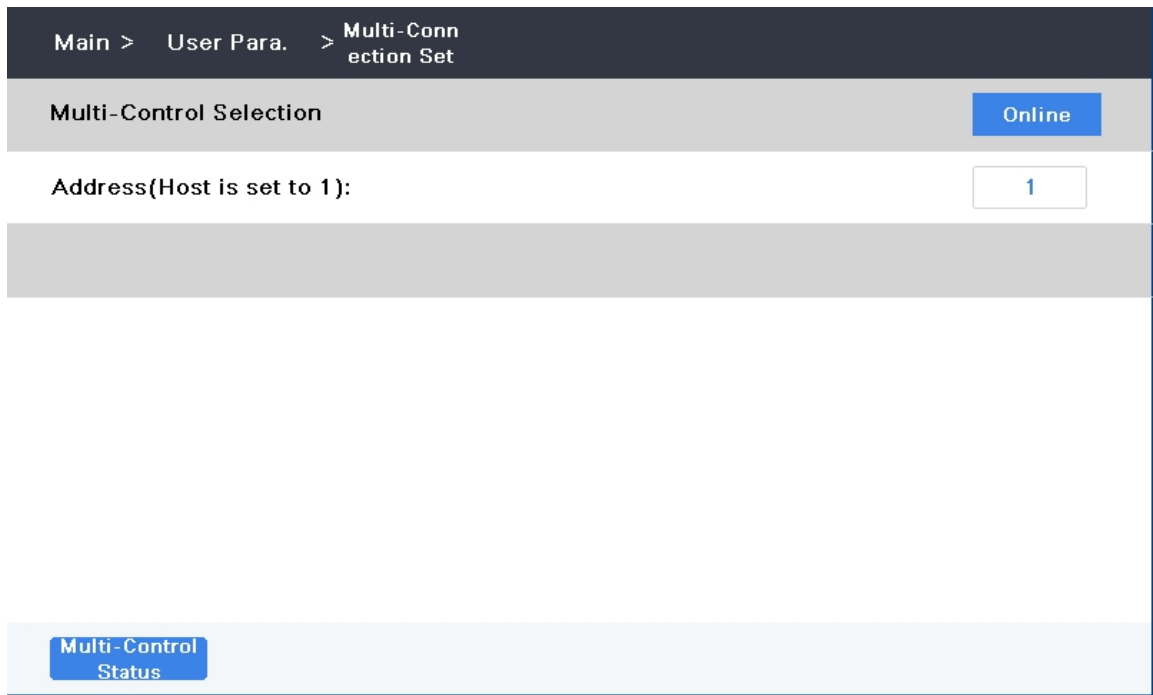 Main > User Para. > Multi-Conn
ection Set
Multi-Control Selection Online
Address(Host is set to 1): 1
Multi-Control
Status